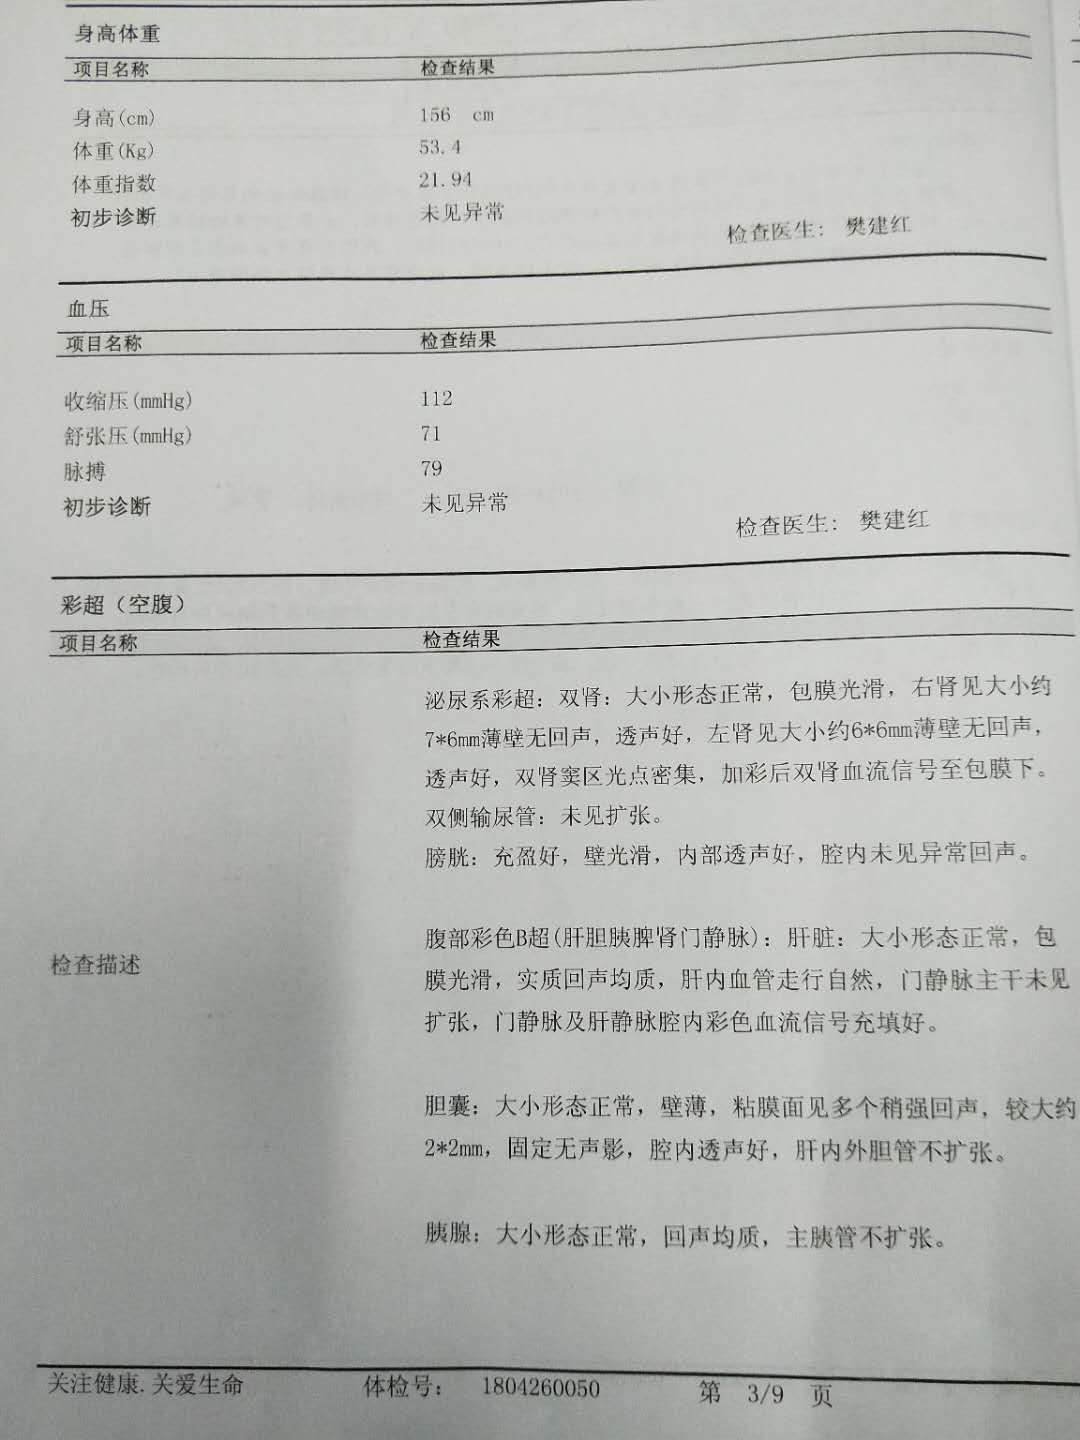 身高体重
项目名称 检查结果
身高(cm) 156 cm
体重(Kg) 53.4
体重指数 21.94
初步诊断 未见异常
检查医生: 樊建红
血压
项目名称 检查结果
收缩压(mmHg) 112
舒张压(mmHg) 71
脉搏 79
初步诊断 未见异常
检查医生: 樊建红
彩超（空腹）
项目名称 检查结果
泌尿系彩超: 双肾: 大小形态正常, 包膜光滑, 右肾见大小约
7*6mm薄壁无回声, 透声好, 左肾见大小约6*6mm薄壁无回声,
透声好, 双肾窦区光点密集, 加彩后双肾血流信号至包膜下。
双侧输尿管: 未见扩张。
膀胱: 充盈好, 壁光滑, 内部透声好, 腔内未见异常回声。
检查描述
腹部彩色B超(肝胆胰脾肾门静脉): 肝脏: 大小形态正常, 包
膜光滑, 实质回声均质, 肝内血管走行自然, 门静脉主干未见
扩张, 门静脉及肝静脉腔内彩色血流信号充填好。
胆囊: 大小形态正常, 壁薄, 粘膜面见多个稍强回声, 较大约
2*2mm, 固定无声影, 腔内透声好, 肝内外胆管不扩张。
胰腺: 大小形态正常, 回声均质, 主胰管不扩张。
关注健康.关爱生命 体检号: 1804260050 第 3/9 页